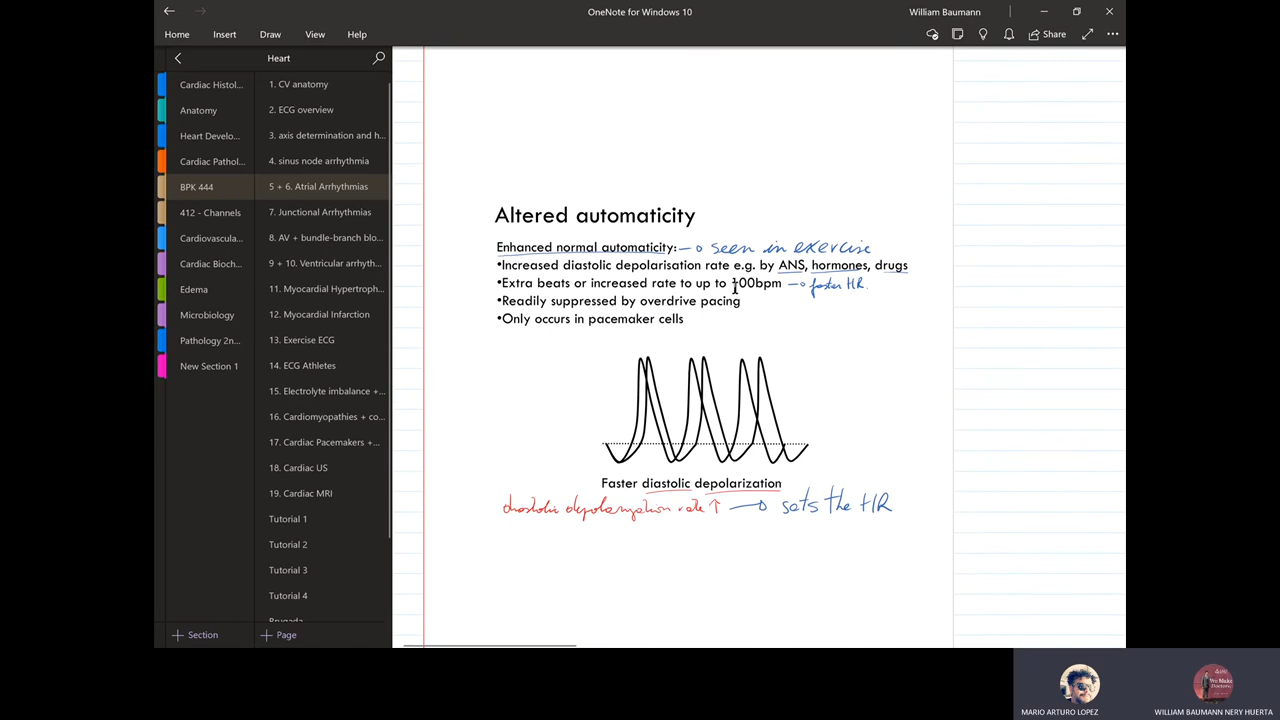 OneNote for Windows 10
William Baumann
Home Insert Draw View Help
Share
Heart
Cardiac Histol...
Anatomy
Heart Develo...
Cardiac Pathol...
BPK 444
412 - Channels
Cardiovascula...
Cardiac Bioch...
Edema
Microbiology
Pathology 2n...
New Section 1
Section
1. CV anatomy
2. ECG overview
3. axis determination and h...
4. sinus node arrhythmia
5 + 6. Atrial Arrhythmias
7. Junctional Arrhythmias
8. AV + bundle-branch blo...
9 + 10. Ventricular arrhyth...
11. Myocardial Hypertroph...
12. Myocardial Infarction
13. Exercise ECG
14. ECG Athletes
15. Electrolyte imbalance +...
16. Cardiomyopathies + co...
17. Cardiac Pacemakers +...
18. Cardiac US
19. Cardiac MRI
Tutorial 1
Tutorial 2
Tutorial 3
Tutorial 4
Brugada
Page
Altered automaticity
Enhanced normal automaticity: seen in exercise
•Increased diastolic depolarisation rate e.g. by ANS, hormones, drugs
•Extra beats or increased rate to up to 100bpm faster HR.
•Readily suppressed by overdrive pacing
•Only occurs in pacemaker cells
Faster diastolic depolarization
diastolic depolarization rate ↑ sets the HR
MARIO ARTURO LOPEZ
WILLIAM BAUMANN NERY HUERTA